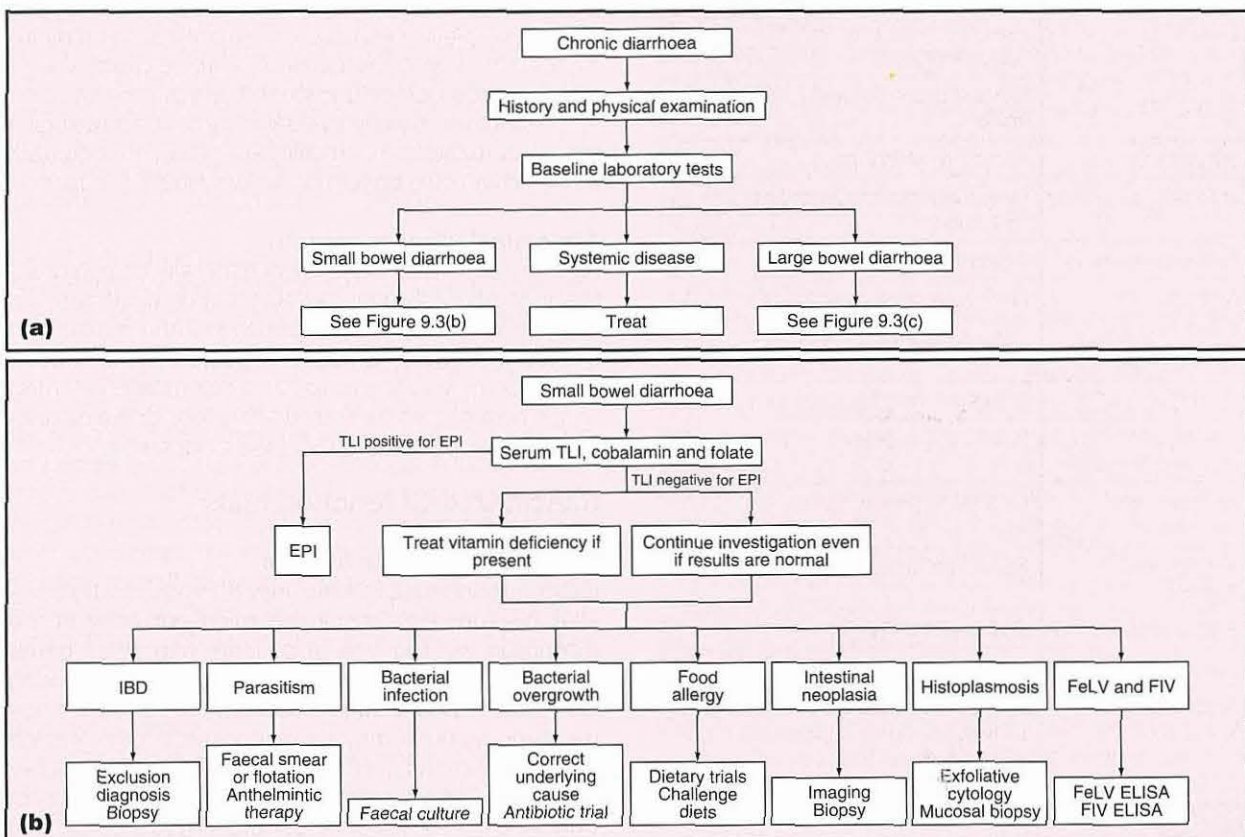 Chronic diarrhoea
History and physical examination
Baseline laboratory tests
Small bowel diarrhoea
Systemic disease
Large bowel diarrhoea
See Figure 9.3(b)
Treat
See Figure 9.3(c)
(a)
Small bowel diarrhoea
TLI positive for EPI
Serum TLI, cobalamin and folate
TLI negative for EPI
EPI
Treat vitamin deficiency if
present
Continue investigation even
if results are normal
IBD
Parasitism
Bacterial
infection
Bacterial
overgrowth
Food
allergy
Intestinal
neoplasia
Histoplasmosis
FeLV and FIV
Exclusion
diagnosis
Biopsy
Faecal smear
or flotation
Anthelmintic
therapy
Faecal culture
Correct
underlying
cause
Antibiotic trial
Dietary trials
Challenge
diets
Imaging
Biopsy
Exfoliative
cytology
Mucosal biopsy
FeLV ELISA
FIV ELISA
(b)